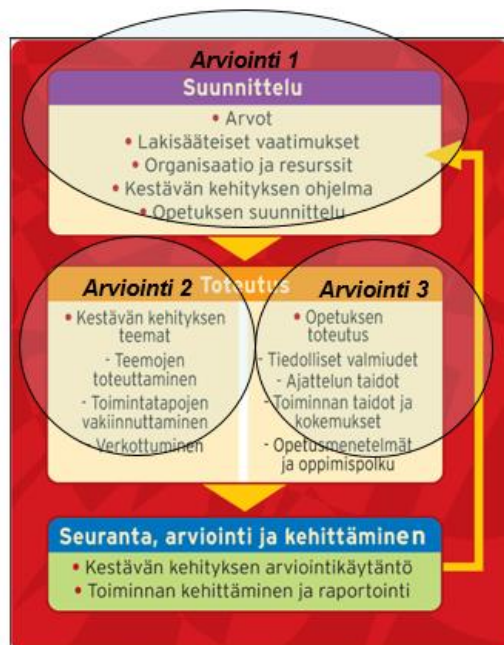 Arviointi 1
Suunnittelu
• Arvot
• Lakisääteiset vaatimukset
• Organisaatio ja resurssit
• Kestävän kehityksen ohjelma
• Opetuksen suunnittelu
Toteutus
Arviointi 2
• Kestävän kehityksen
teemat
- Teemojen
toteuttaminen
- Toimintatapojen
vakiinnuttaminen
- Verkottuminen
Arviointi 3
• Opetuksen
toteutus
- Tiedolliset valmiudet
- Ajattelun taidot
- Toiminnan taidot ja
kokemukset
- Opetusmenetelmät
ja oppimispolku
Seuranta, arviointi ja kehittäminen
• Kestävän kehityksen arviointikäytäntö
• Toiminnan kehittäminen ja raportointi